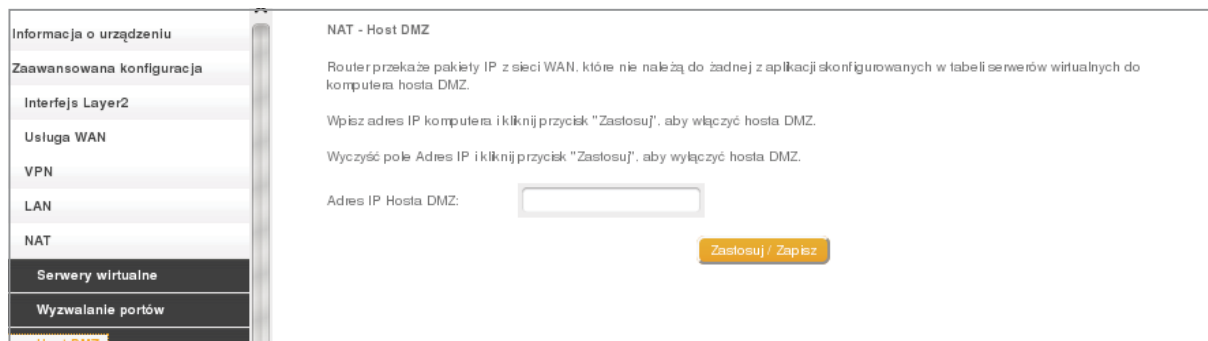 Informacja o urządzeniu
Zaawansowana konfiguracja
Interfejs Layer2
Usługa WAN
VPN
LAN
NAT
Serwery wirtualne
Wyzwalanie portów
Host DMZ
NAT - Host DMZ
Router przekaże pakiety IP z sieci WAN, które nie należą do żadnej z aplikacji skonfigurowanych w tabeli serwerów wirtualnych do
komputera hosta DMZ.
Wpisz adres IP komputera i kliknij przycisk "Zastosuj", aby włączyć hosta DMZ.
Wyczyść pole Adres IP i kliknij przycisk "Zastosuj", aby wyłączyć hosta DMZ.
Adres IP Hosta DMZ:
Zastosuj / Zapisz